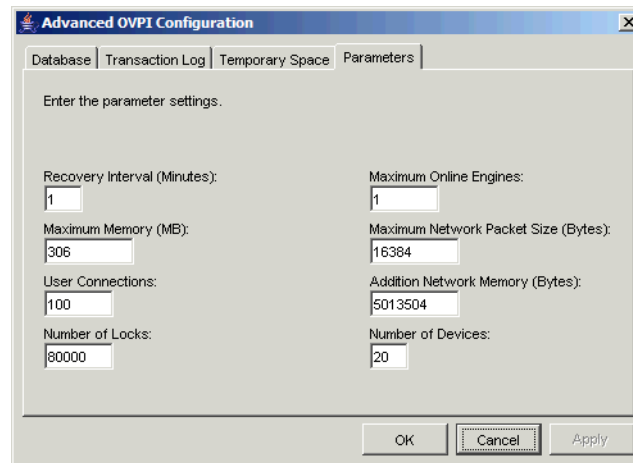 Advanced OVPI Configuration
Database Transaction Log Temporary Space Parameters
Enter the parameter settings.
Recovery Interval (Minutes): Maximum Online Engines:
1 1
Maximum Memory (MB): Maximum Network Packet Size (Bytes):
306 16384
User Connections: Addition Network Memory (Bytes):
100 5013504
Number of Locks: Number of Devices:
80000 20
OK Cancel Apply